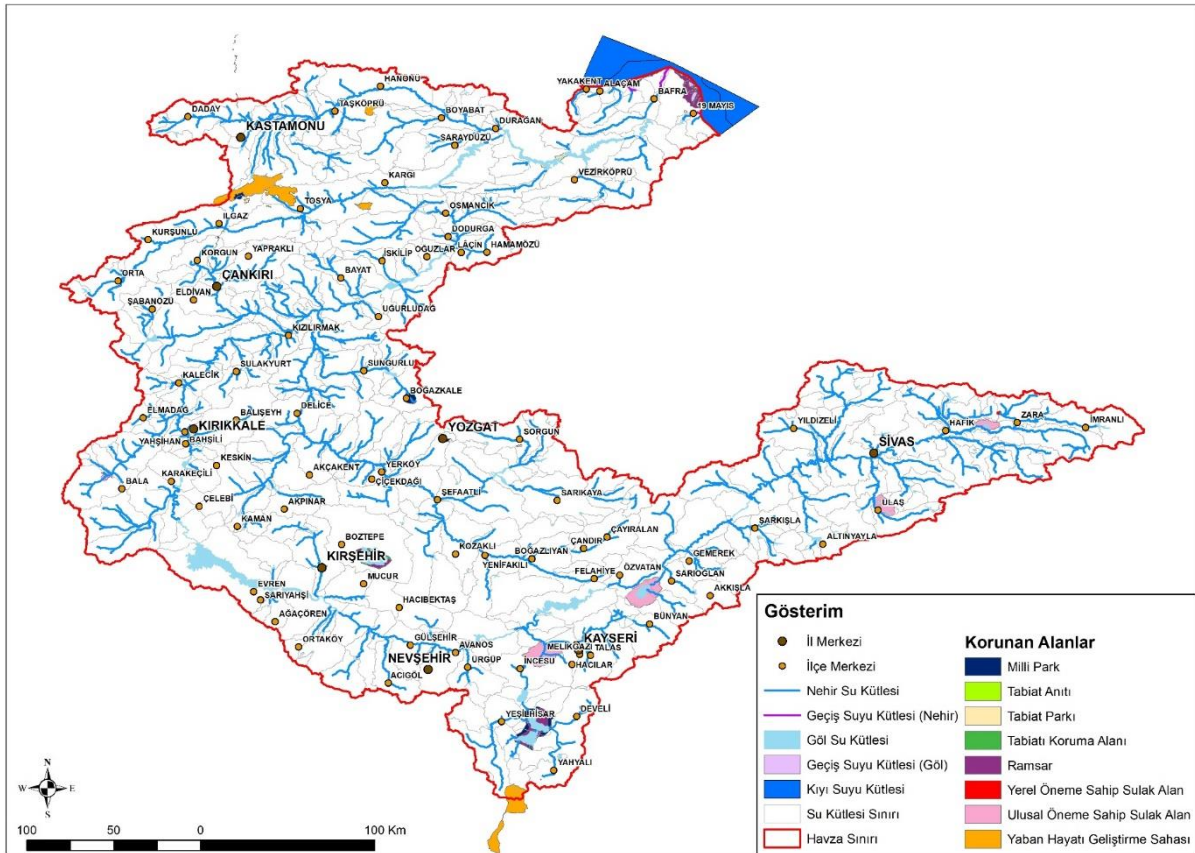 HANÖNÜ
YAKAKENT
ALAÇAM
BAFRA
19 MAYIS
DADAY
TAŞKÖPRÜ
BOYABAT
DURAĞAN
KASTAMONU
SARAYDÜZÜ
KARGI
VEZİRKÖPRÜ
TOSYA
OSMANCIK
ILGAZ
KURŞUNLU
DODURGA
KORGUN
YAPRAKLI
İSKİLİP
OĞUZLAR
LAÇİN
HAMAMÖZÜ
ORTA
ÇANKIRI
BAYAT
ELDİVAN
ŞABANÖZÜ
UĞURLUDAĞ
KIZILIRMAK
SULAKYURT
SUNGURLU
KALECİK
BOĞAZKALE
ELMADAĞ
BALIŞEYH
DELİCE
KIRIKKALE
YAHŞİHAN
BAHŞİLİ
YOZGAT
SORGUN
YILDIZELİ
HAFİK
ZARA
İMRANLI
SİVAS
KESKİN
KARAKEÇİLİ
BALA
AKÇAKENT
YERKÖY
ÇİÇEKDAĞI
ŞEFAATLİ
SARIKAYA
ÇELEBİ
AKPINAR
KAMAN
ULAŞ
ŞARKIŞLA
ALTINYAYLA
BOZTEPE
KIRŞEHİR
KOZAKLI
YENİFAKILI
BOĞAZLIYAN
ÇANDIR
ÇAYIRALAN
GEMEREK
FELAHİYE
ÖZVATAN
SARIOĞLAN
AKKIŞLA
MUCUR
EVREN
SARIYAHŞİ
HACIBEKTAŞ
AĞAÇÖREN
BÜNYAN
ORTAKÖY
GÜLŞEHİR
AVANOS
KAYSERİ
MELİKGAZİ
TALAS
NEVŞEHİR
ÜRGÜP
İNCESU
HACILAR
ACIGÖL
YEŞİLHİSAR
DEVELİ
YAHYALI
N
W
E
S
100
50
0
100 Km
Gösterim
İl Merkezi
İlçe Merkezi
Nehir Su Kütlesi
Geçiş Suyu Kütlesi (Nehir)
Göl Su Kütlesi
Geçiş Suyu Kütlesi (Göl)
Kıyı Suyu Kütlesi
Su Kütlesi Sınırı
Havza Sınırı
Korunan Alanlar
Milli Park
Tabiat Anıtı
Tabiat Parkı
Tabiatı Koruma Alanı
Ramsar
Yerel Öneme Sahip Sulak Alan
Ulusal Öneme Sahip Sulak Alan
Yaban Hayatı Geliştirme Sahası